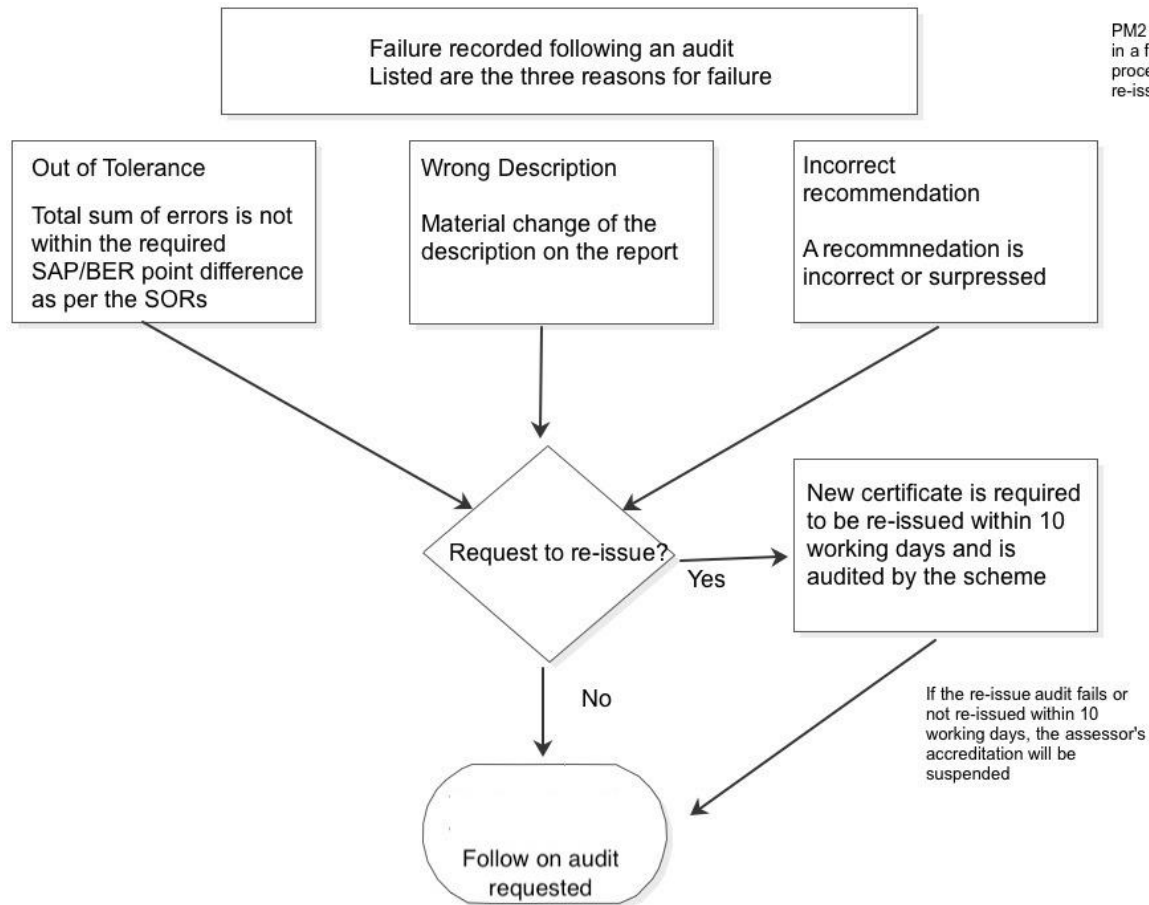 Failure recorded following an audit
Listed are the three reasons for failure
PM2
in a f
proce
re-iss
Out of Tolerance
Total sum of errors is not
within the required
SAP/BER point difference
as per the SORs
Wrong Description
Material change of the
description on the report
Incorrect
recommendation
A recommnedation is
incorrect or surpressed
Request to re-issue?
Yes
New certificate is required
to be re-issued within 10
working days and is
audited by the scheme
No
If the re-issue audit fails or
not re-issued within 10
working days, the assessor's
accreditation will be
suspended
Follow on audit
requested